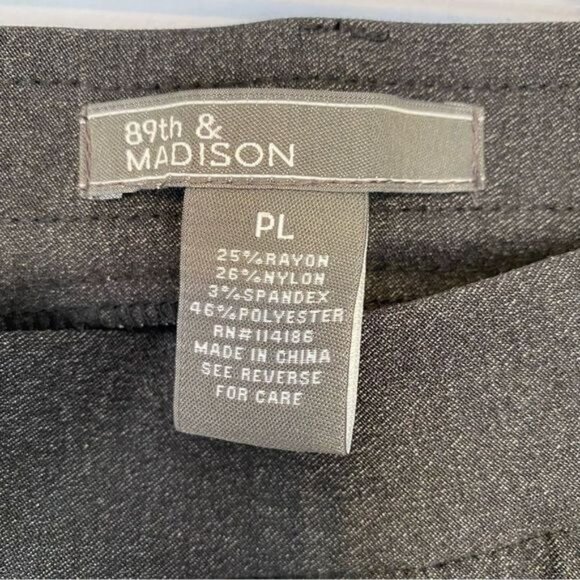 89th &
MADISON
PL
25%RAYON
26%NYLON
3%SPANDEX
46%POLYESTER
RN#114186
MADE IN CHINA
SEE REVERSE
FOR CARE